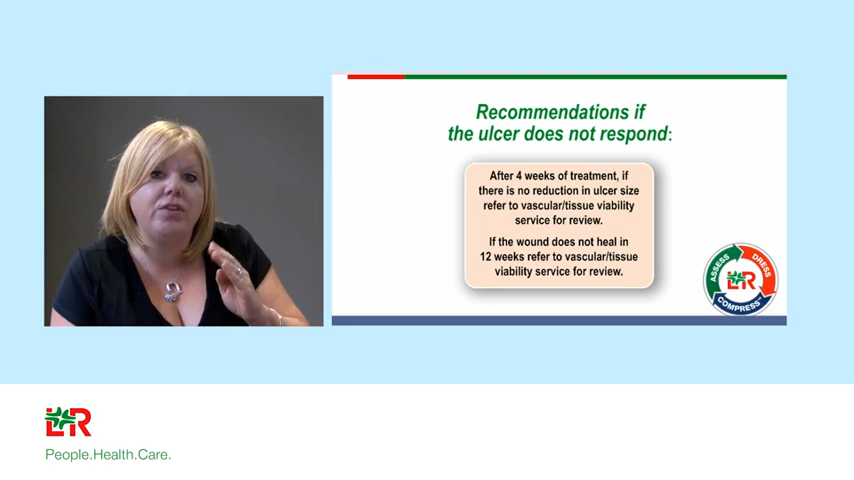 Recommendations if
the ulcer does not respond:
After 4 weeks of treatment, if
there is no reduction in ulcer size
refer to vascular/tissue viability
service for review.
If the wound does not heal in
12 weeks refer to vascular/tissue
viability service for review.
ASSESS
DRESS
L&R
COMPRESS™
L&R
People.Health.Care.